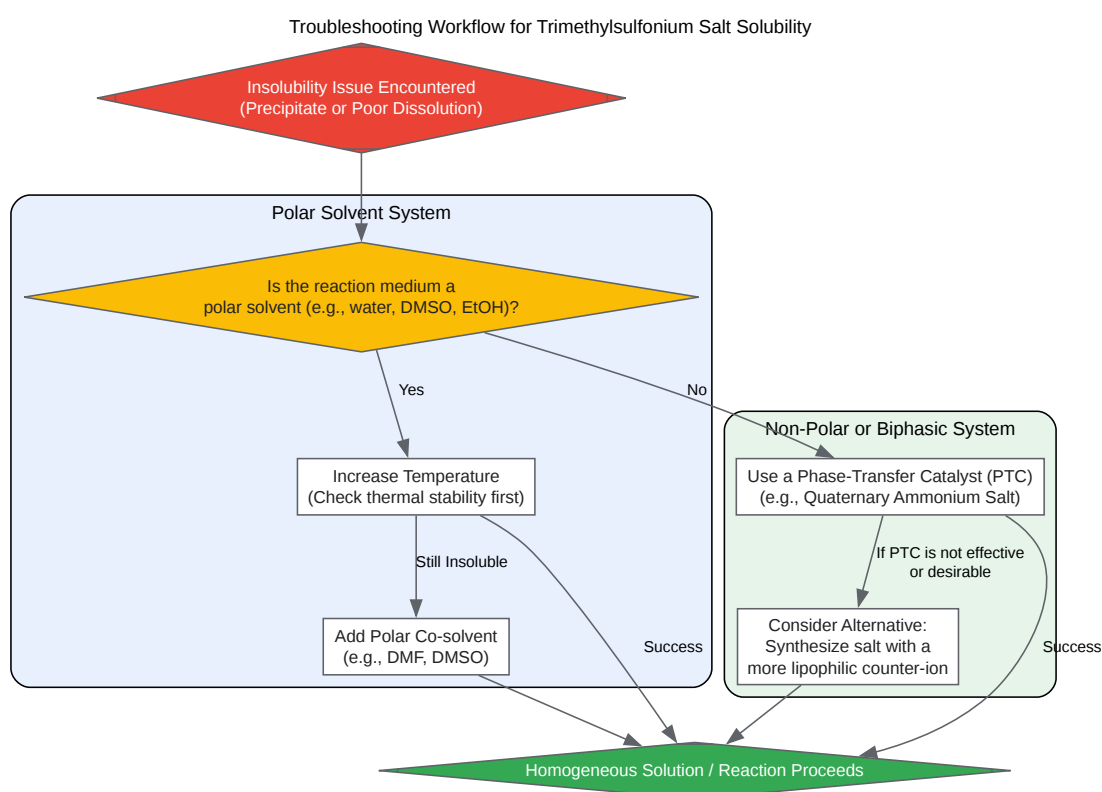 Troubleshooting Workflow for Trimethylsulfonium Salt Solubility
Insolubility Issue Encountered
(Precipitate or Poor Dissolution)
Polar Solvent System
Is the reaction medium a
polar solvent (e.g., water, DMSO, EtOH)?
Yes
No
Non-Polar or Biphasic System
Increase Temperature
(Check thermal stability first)
Use a Phase-Transfer Catalyst (PTC)
(e.g., Quaternary Ammonium Salt)
Still Insoluble
If PTC is not effective
or desirable
Add Polar Co-solvent
(e.g., DMF, DMSO)
Success
Consider Alternative:
Synthesize salt with a
more lipophilic counter-ion
Success
Homogeneous Solution / Reaction Proceeds